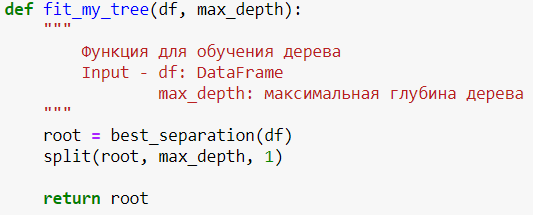 def fit_my_tree(df, max_depth):
    """
        Функция для обучения дерева
        Input - df: DataFrame
                max_depth: максимальная глубина дерева
    """
    root = best_separation(df)
    split(root, max_depth, 1)

    return root